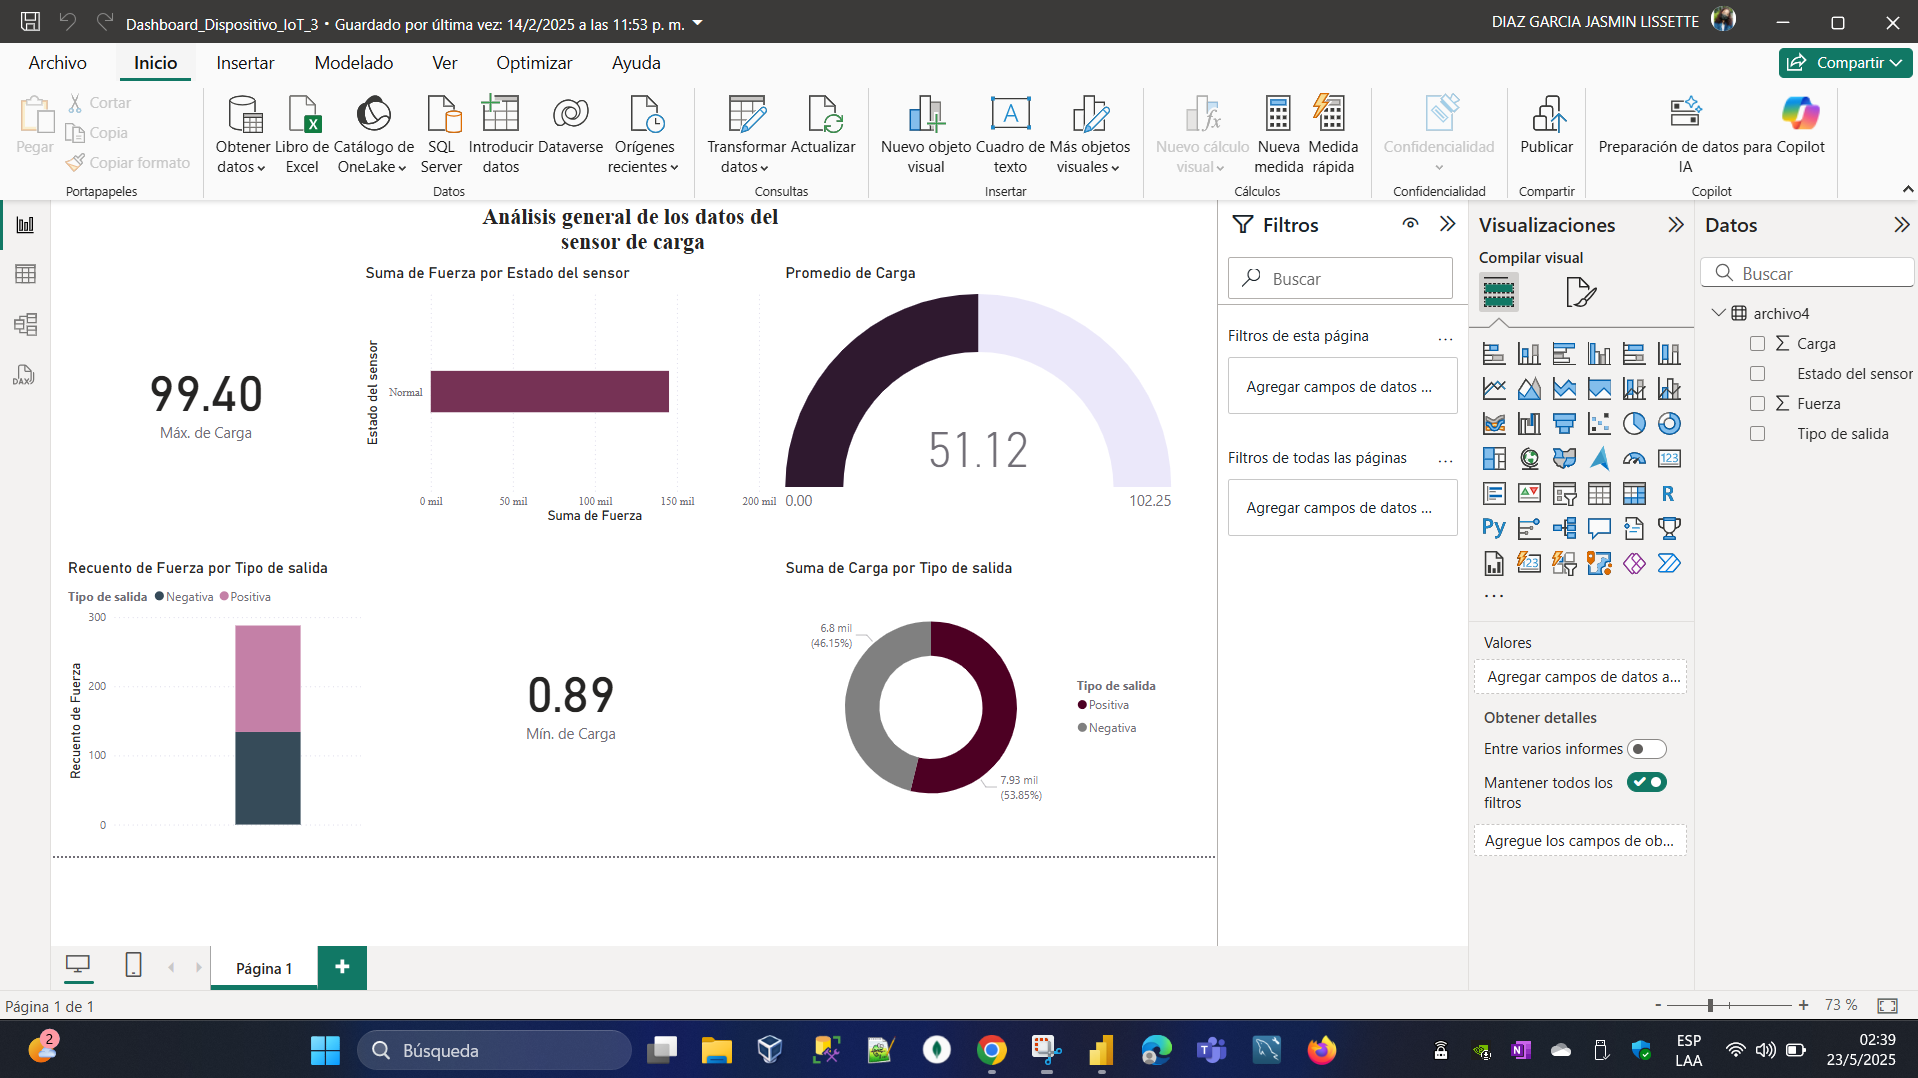 Dashboard_Dispositivo_IoT_3 • Guardado por última vez: 14/2/2025 a las 11:53 p. m.
DIAZ GARCIA JASMIN LISSETTE
Archivo
Inicio
Insertar
Modelado
Ver
Optimizar
Ayuda
Compartir
Pegar
Cortar
Copia
Copiar formato
Portapapeles
Obtener datos
Libro de Excel
Catálogo de OneLake
SQL Server
Introducir datos
Dataverse
Orígenes recientes
Datos
Transformar datos
Actualizar
Consultas
Nuevo objeto visual
Cuadro de texto
Más objetos visuales
Insertar
Nuevo cálculo visual
Nueva medida
Medida rápida
Cálculos
Confidencialidad
Confidencialidad
Publicar
Compartir
Preparación de datos para IA
Copilot
Copilot
Análisis general de los datos del
sensor de carga
99.40
Máx. de Carga
Suma de Fuerza por Estado del sensor
Estado del sensor
Normal
0 mil
50 mil
100 mil
150 mil
200 mil
Suma de Fuerza
Promedio de Carga
51.12
0.00
102.25
Recuento de Fuerza por Tipo de salida
Tipo de salida
Negativa
Positiva
Recuento de Fuerza
300
200
100
0
0.89
Mín. de Carga
Suma de Carga por Tipo de salida
6.8 mil
(46.15%)
7.93 mil
(53.85%)
Tipo de salida
Positiva
Negativa
Filtros
Buscar
Filtros de esta página
...
Agregar campos de datos ...
Filtros de todas las páginas
...
Agregar campos de datos ...
Visualizaciones
Compilar visual
123
R
Py
123
...
Valores
Agregar campos de datos a...
Obtener detalles
Entre varios informes
Mantener todos los
filtros
Agregue los campos de ob...
Datos
Buscar
archivo4
Carga
Estado del sensor
Fuerza
Tipo de salida
DAX
Página 1
Página 1 de 1
- + 73 %
2
Búsqueda
ESP
LAA
02:39
23/5/2025